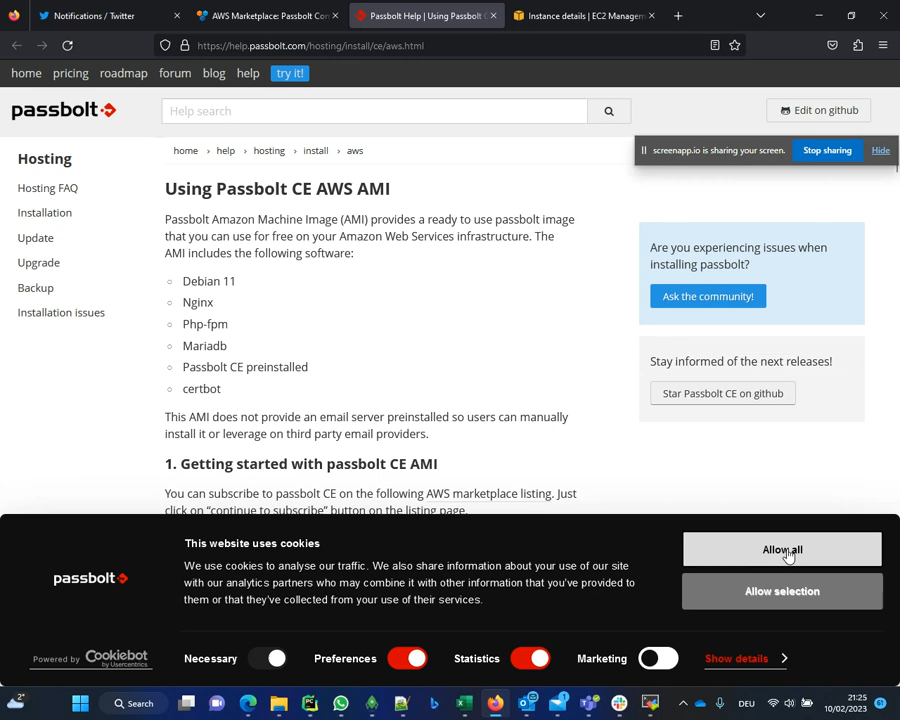 Notifications / Twitter
AWS Marketplace: Passbolt Con
Passbolt Help | Using Passbolt C
Instance details | EC2 Managem
https://help.passbolt.com/hosting/install/ce/aws.html
home pricing roadmap forum blog help try it!
passbolt
Help search
Edit on github
Hosting
home › help › hosting › install › aws
screenapp.io is sharing your screen. Stop sharing Hide
Hosting FAQ
Installation
Update
Upgrade
Backup
Installation issues
Using Passbolt CE AWS AMI
Passbolt Amazon Machine Image (AMI) provides a ready to use passbolt image
that you can use for free on your Amazon Web Services infrastructure. The
AMI includes the following software:
Debian 11
Nginx
Php-fpm
Mariadb
Passbolt CE preinstalled
certbot
This AMI does not provide an email server preinstalled so users can manually
install it or leverage on third party email providers.
1. Getting started with passbolt CE AMI
You can subscribe to passbolt CE on the following AWS marketplace listing. Just
click on “continue to subscribe” button on the listing page.
Are you experiencing issues when
installing passbolt?
Ask the community!
Stay informed of the next releases!
Star Passbolt CE on github
passbolt
Powered by Cookiebot
by Usercentrics
This website uses cookies
We use cookies to analyse our traffic. We also share information about your use of our site
with our analytics partners who may combine it with other information that you've provided to
them or that they've collected from your use of their services.
Allow all
Allow selection
Necessary Preferences Statistics Marketing Show details
2°
Search
DEU
21:25
10/02/2023
61